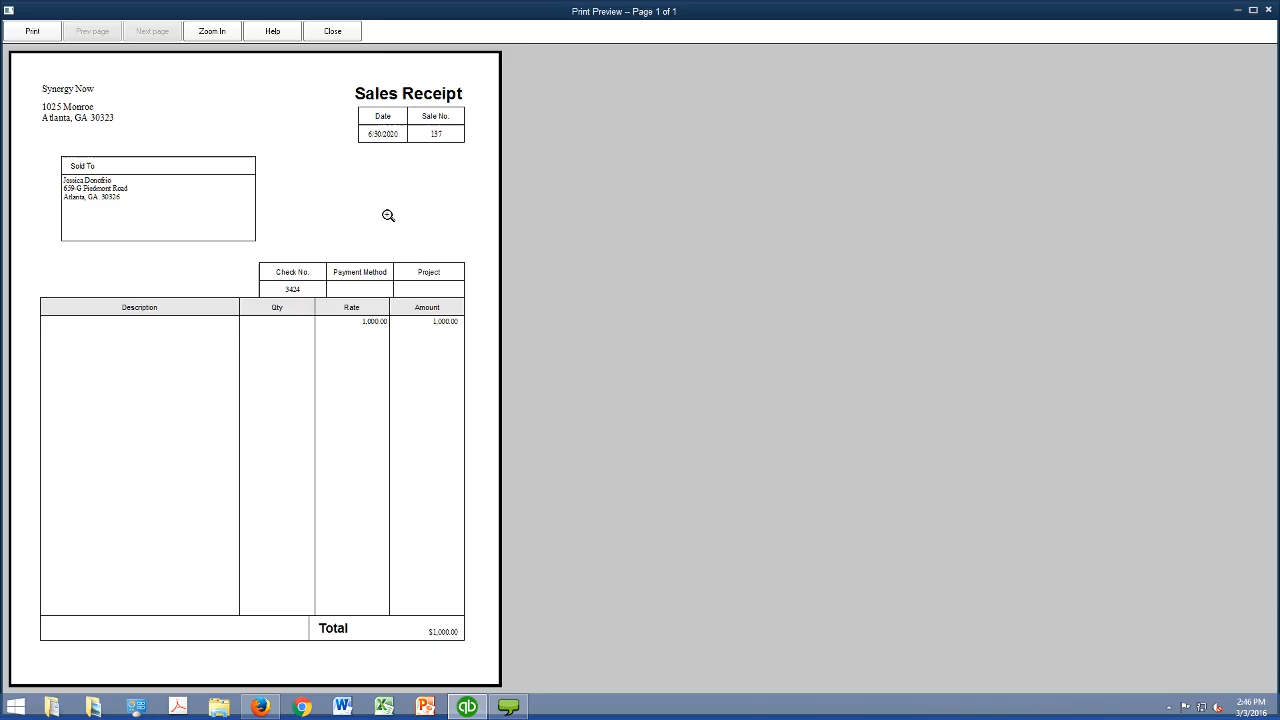 Print Preview -- Page 1 of 1
Print Prev page Next page Zoom In Help Close
Synergy Now
1025 Monroe
Atlanta, GA 30323
Sales Receipt
Date Sale No.
6/30/2020 137
Sold To
Jessica Donofrio
659-G Piedmont Road
Atlanta, GA 30326
Check No. Payment Method Project
3424
Description Qty Rate Amount
1,000.00 1,000.00
Total $1,000.00
2:46 PM
3/3/2016